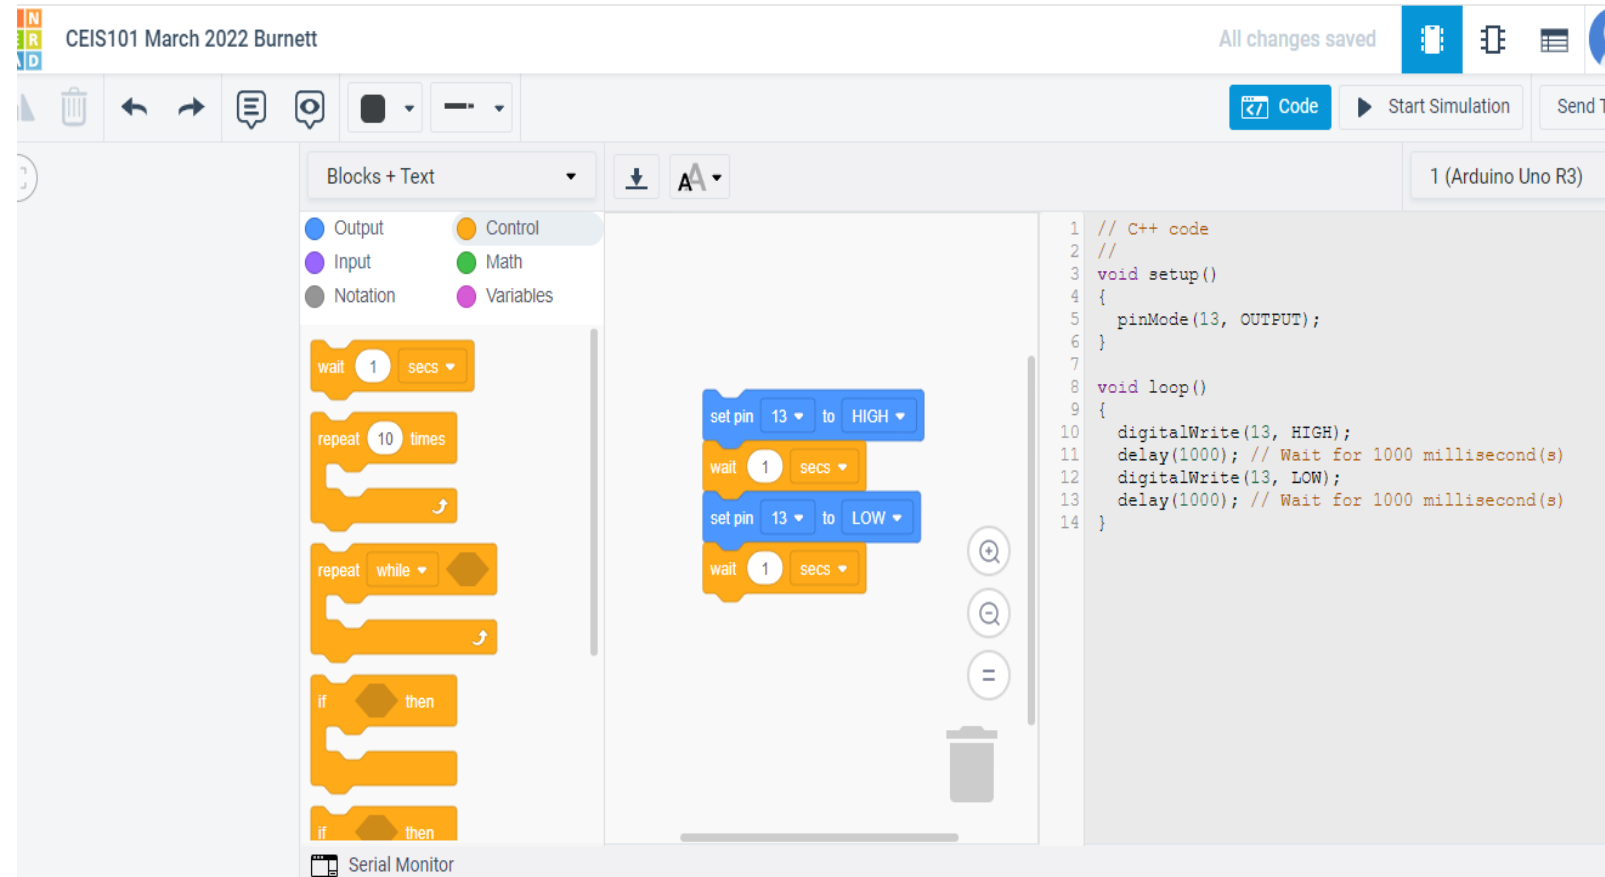 N
E R
A D
CEIS101 March 2022 Burnett
All changes saved
Code
Start Simulation
Send T
Blocks + Text
AA
1 (Arduino Uno R3)
Output
Control
Input
Math
Notation
Variables
wait 1 secs
repeat 10 times
repeat while
if then
if then
set pin 13 to HIGH
wait 1 secs
set pin 13 to LOW
wait 1 secs
1 // C++ code
2 //
3 void setup()
4 {
5 pinMode(13, OUTPUT);
6 }
7
8 void loop()
9 {
10 digitalWrite(13, HIGH);
11 delay(1000); // Wait for 1000 millisecond(s)
12 digitalWrite(13, LOW);
13 delay(1000); // Wait for 1000 millisecond(s)
14 }
Serial Monitor